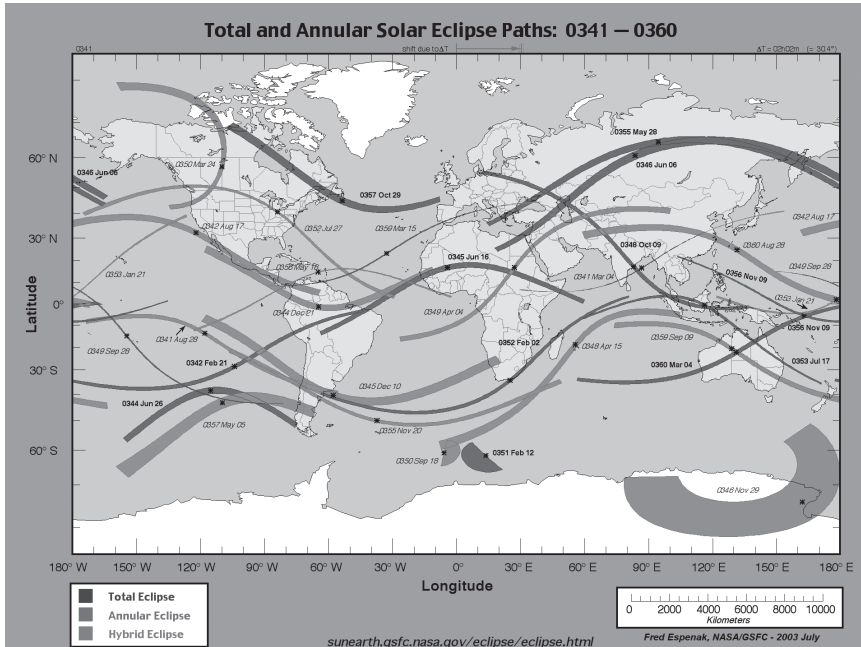 Total and Annular Solar Eclipse Paths: 0341 — 0360
0341
shift due to ΔT
ΔT = 02h02m (= 30.4°)
0355 May 28
0350 Mar 24
0346 Jun 06
0346 Jun 06
60° N
0357 Oct 29
0342 Aug 17
0342 Aug 17
0352 Jul 27
0359 Mar 15
0346 Oct 09
0360 Aug 28
30° N
0345 Jun 16
0349 Sep 28
0353 Jan 21
0341 Mar 04
0356 Nov 09
0353 Jan 21
0°
0344 Dec 21
0349 Apr 04
0356 Nov 09
0341 Aug 28
0352 Feb 02
0348 Apr 15
0359 Sep 09
0349 Sep 28
0342 Feb 21
0360 Mar 04
0353 Jul 17
30° S
0345 Dec 10
0344 Jun 26
0357 May 05
0355 Nov 20
60° S
0350 Sep 18
0351 Feb 12
0346 Nov 29
Latitude
180° W
150° W
120° W
90° W
60° W
30° W
0°
30° E
60° E
90° E
120° E
150° E
180° E
Longitude
Total Eclipse
Annular Eclipse
Hybrid Eclipse
0 2000 4000 6000 8000 10000
Kilometers
sunearth.gsfc.nasa.gov/eclipse/eclipse.html
Fred Espenak, NASA/GSFC - 2003 July